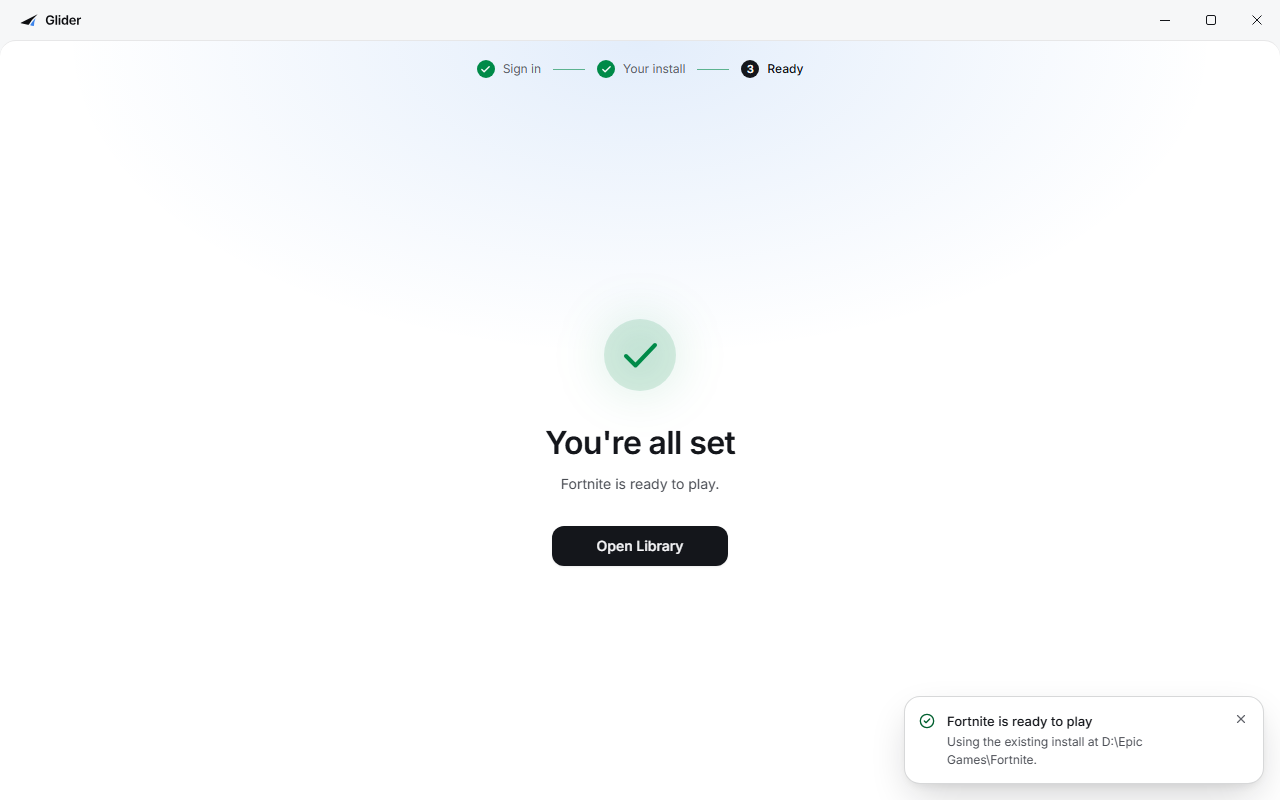 Glider
Sign in
Your install
3 Ready
You're all set
Fortnite is ready to play.
Open Library
Fortnite is ready to play
Using the existing install at D:\Epic
Games\Fortnite.